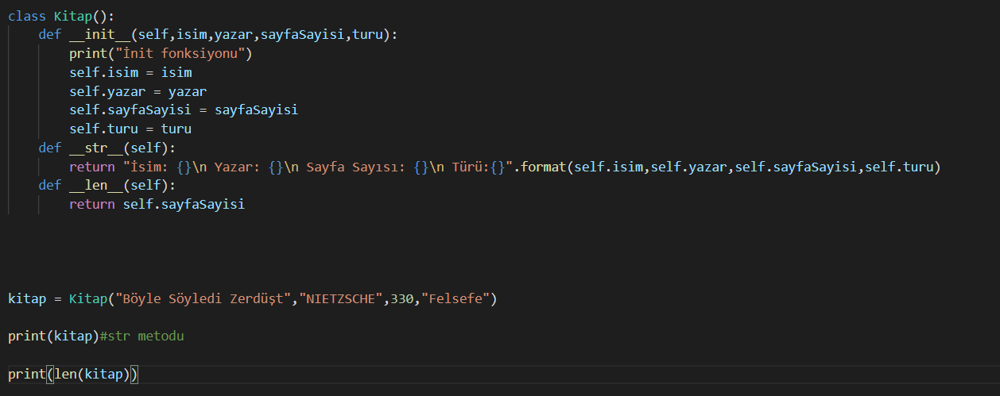 class Kitap():
    def __init__(self,isim,yazar,sayfaSayisi,turu):
        print("İnit fonksiyonu")
        self.isim = isim
        self.yazar = yazar
        self.sayfaSayisi = sayfaSayisi
        self.turu = turu
    def __str__(self):
        return "İsim: {}\n Yazar: {}\n Sayfa Sayısı: {}\n Türü:{}".format(self.isim,self.yazar,self.sayfaSayisi,self.turu)
    def __len__(self):
        return self.sayfaSayisi
kitap = Kitap("Böyle Söyledi Zerdüşt","NIETZSCHE",330,"Felsefe")
print(kitap)#str metodu
print(len(kitap))